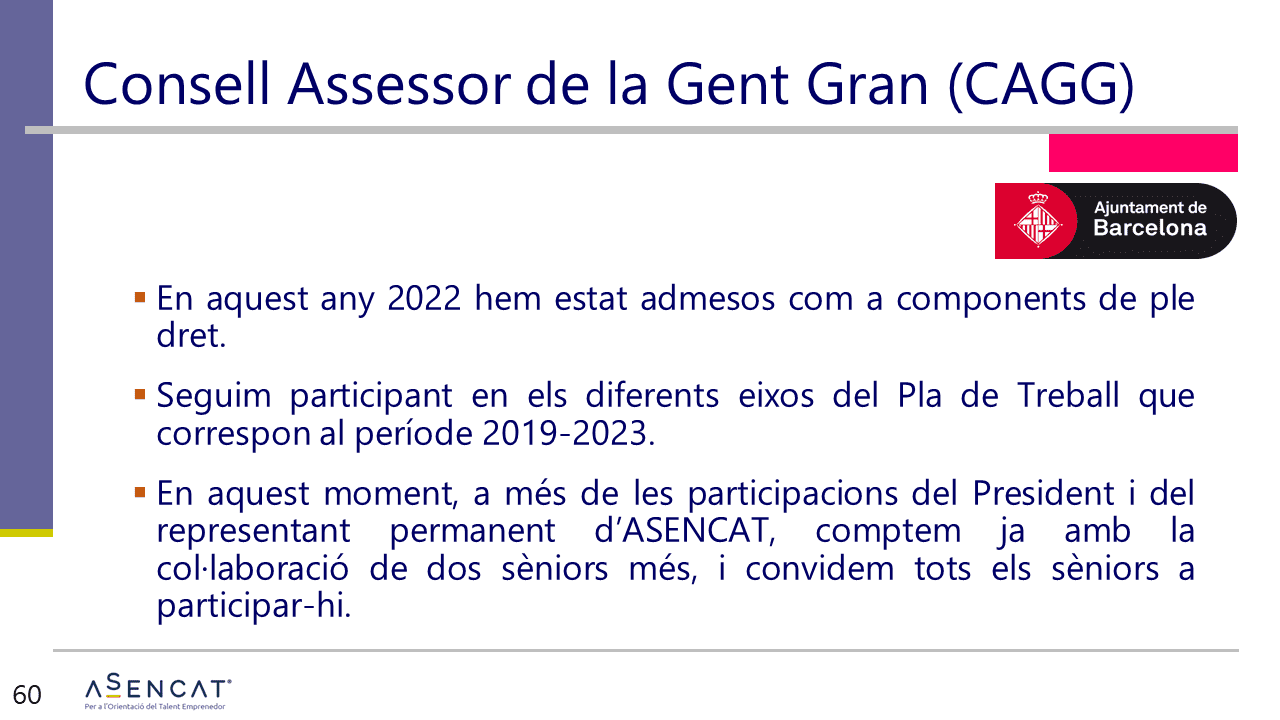 Consell Assessor de la Gent Gran (CAGG)
Ajuntament de
Barcelona
En aquest any 2022 hem estat admesos com a components de ple
dret.
Seguim participant en els diferents eixos del Pla de Treball que
correspon al període 2019-2023.
En aquest moment, a més de les participacions del President i del
representant permanent d’ASENCAT, comptem ja amb la
col·laboració de dos sèniors més, i convidem tots els sèniors a
participar-hi.
60
ASENCAT®
Per a l'Orientació del Talent Emprenedor